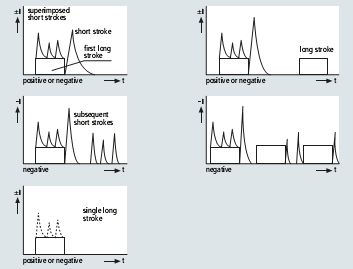 superimposed
short strokes
±I
short stroke
first long
stroke
positive or negative
t
±I
long stroke
positive or negative
t
-I
subsequent
short strokes
negative
t
-I
negative
t
±I
single long
stroke
positive or negative
t